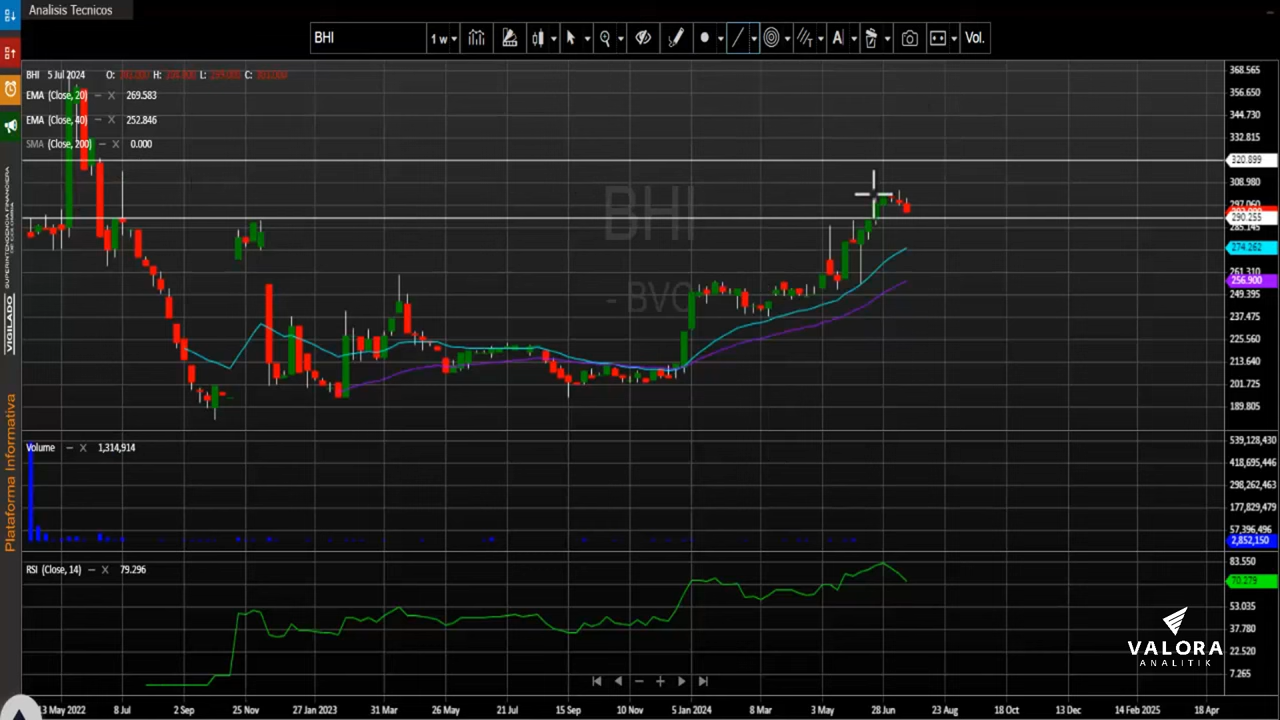 Analisis Tecnicos
BHI
1 w
A
Vol.
BHI 5 Jul 2024 O: H: L: C:
EMA (Close, 20) − X 269.583
EMA (Close, 40) − X 252.846
SMA (Close, 200) − X 0.000
BHI
- BVC
368.565
356.650
344.730
332.815
320.899
308.980
297.060
290.255
285.145
274.262
261.310
256.900
249.395
237.475
225.560
213.640
201.725
189.805
Volume − X 1,314,914
539,128,430
418,695,446
298,262,463
177,829,479
57,396,496
2,852,150
RSI (Close, 14) − X 79.296
83.550
70.279
53.035
37.780
22.520
7.265
13 May 2022 8 Jul 2 Sep 25 Nov 27 Jan 2023 31 Mar 26 May 21 Jul 15 Sep 10 Nov 5 Jan 2024 8 Mar 3 May 28 Jun 23 Aug 18 Oct 13 Dec 14 Feb 2025 18 Apr
VIGILADO
SUPERINTENDENCIA FINANCIERA
Plataforma Informativa
VALORA
ANALITIK